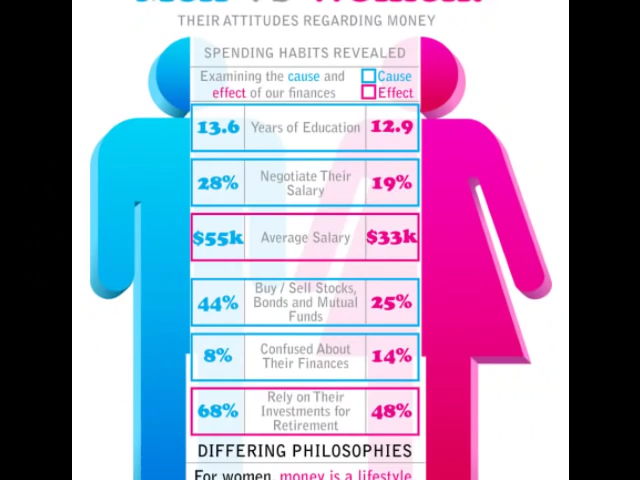 Men vs Women:
THEIR ATTITUDES REGARDING MONEY
SPENDING HABITS REVEALED
Examining the cause and
effect of our finances
Cause
Effect
13.6 Years of Education 12.9
28% Negotiate Their
Salary 19%
$55k Average Salary $33k
44% Buy / Sell Stocks,
Bonds and Mutual
Funds 25%
8% Confused About
Their Finances 14%
68% Rely on Their
Investments for
Retirement 48%
DIFFERING PHILOSOPHIES
For women, money is a lifestyle